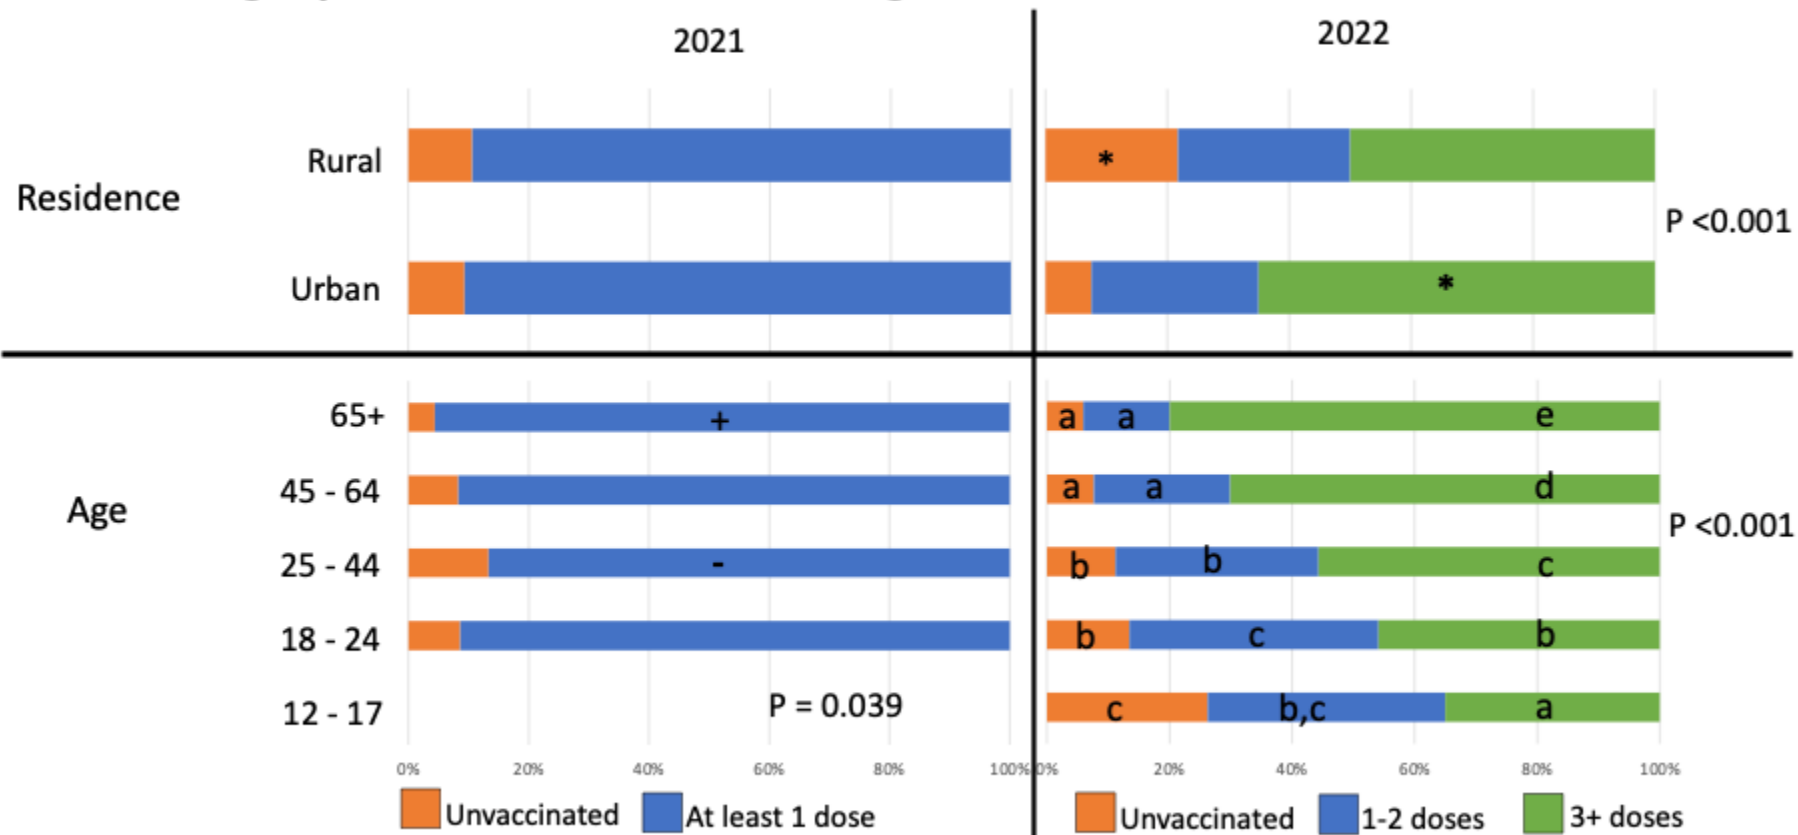 2021
2022
Residence
Rural
*
P <0.001
Urban
*
Age
65+
+
a a e
45 - 64
a a d
P <0.001
25 - 44
-
b b c
18 - 24
b c b
12 - 17
P = 0.039
c b,c a
0% 20% 40% 60% 80% 100% 0% 20% 40% 60% 80% 100%
Unvaccinated At least 1 dose
Unvaccinated 1-2 doses 3+ doses